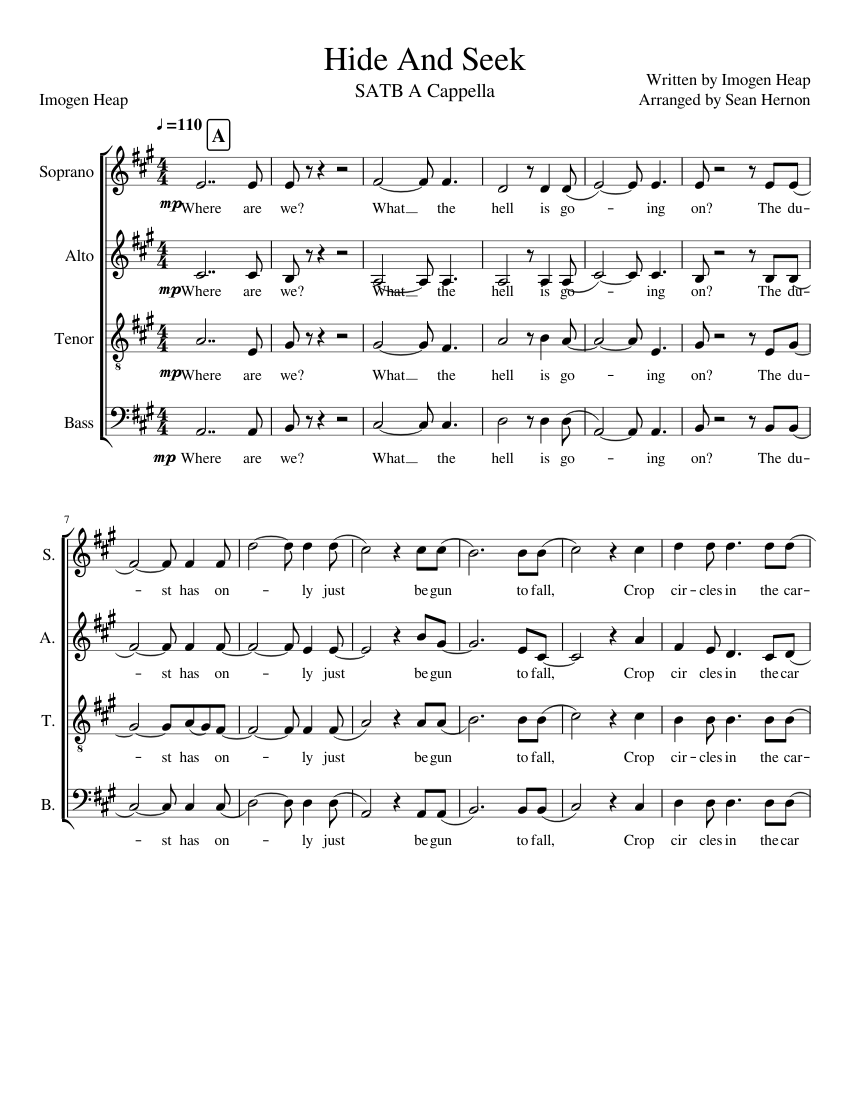 Hide And Seek
SATB A Cappella
Written by Imogen Heap
Imogen Heap
Arranged by Sean Hernon
♩=110 A
Soprano
mp Where are we? What__ the hell is go - ing on? The du-
Alto
mp Where are we? What__ the hell is go - ing on? The du-
Tenor
8
mp Where are we? What__ the hell is go - ing on? The du-
Bass
mp Where are we? What__ the hell is go - ing on? The du-
7
S.
- st has on - ly just be gun to fall, Crop cir - cles in the car-
A.
- st has on - ly just be gun to fall, Crop cir cles in the car
T.
8
- st has on - ly just be gun to fall, Crop cir - cles in the car-
B.
- st has on - ly just be gun to fall, Crop cir cles in the car